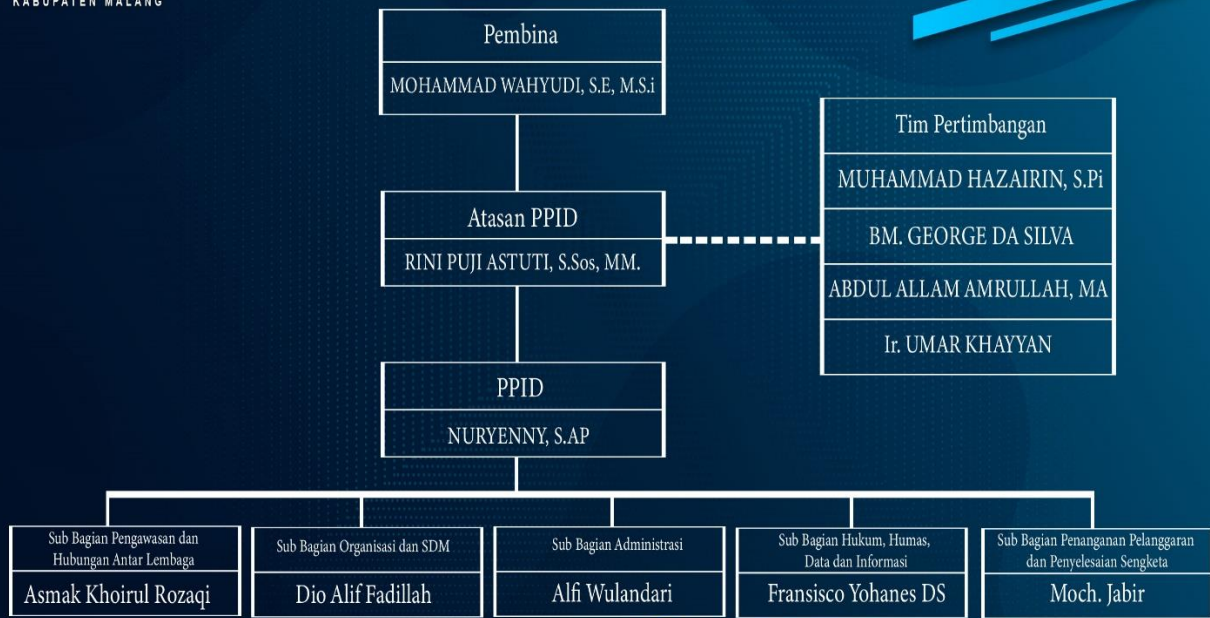 KABUPATEN MALANG
Pembina
MOHAMMAD WAHYUDI, S.E, M.S.i
Atasan PPID
RINI PUJI ASTUTI, S.Sos, MM.
Tim Pertimbangan
MUHAMMAD HAZAIRIN, S.Pi
BM. GEORGE DA SILVA
ABDUL ALLAM AMRULLAH, MA
Ir. UMAR KHAYYAN
PPID
NURYENNY, S.AP
Sub Bagian Pengawasan dan
Hubungan Antar Lembaga
Asmak Khoirul Rozaqi
Sub Bagian Organisasi dan SDM
Dio Alif Fadillah
Sub Bagian Administrasi
Alfi Wulandari
Sub Bagian Hukum, Humas,
Data dan Informasi
Fransisco Yohanes DS
Sub Bagian Penanganan Pelanggaran
dan Penyelesaian Sengketa
Moch. Jabir